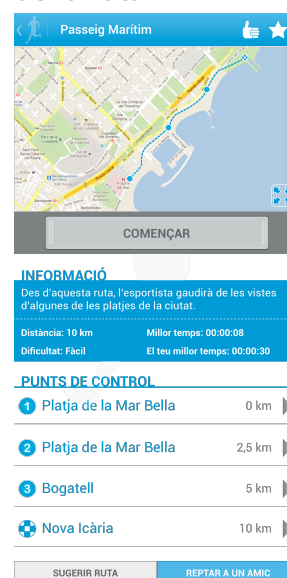 Passeig Marítim
COMENÇAR
INFORMACIÓ
Des d'aquesta ruta, l'esportista gaudirà de les vistes
d'algunes de les platjes de la ciutat.
Distància: 10 km Millor temps: 00:00:08
Dificultat: Fàcil El teu millor temps: 00:00:30
PUNTS DE CONTROL
1 Platja de la Mar Bella 0 km
2 Platja de la Mar Bella 2,5 km
3 Bogatell 5 km
Nova Icària 10 km
SUGERIR RUTA REPTAR A UN AMIC